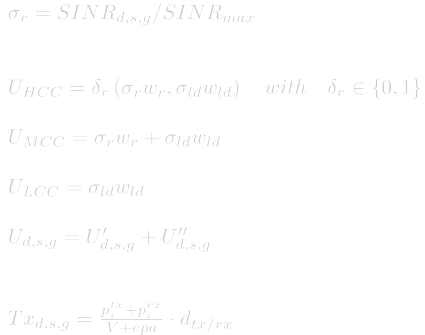 σ_r = SINR_{d,s,g}/SINR_{max}
U_{HCC} = δ_r (σ_r w_r, σ_{ld} w_{ld}) with δ_r ∈ {0,1}
U_{MCC} = σ_r w_r + σ_{ld} w_{ld}
U_{LCC} = σ_{ld} w_{ld}
U_{d,s,g} = U'_{d,s,g} + U''_{d,s,g}
Tx_{d,s,g} = \frac{p_i^{tx}+p_i^{rx}}{V+epa} · d_{tx/rx}